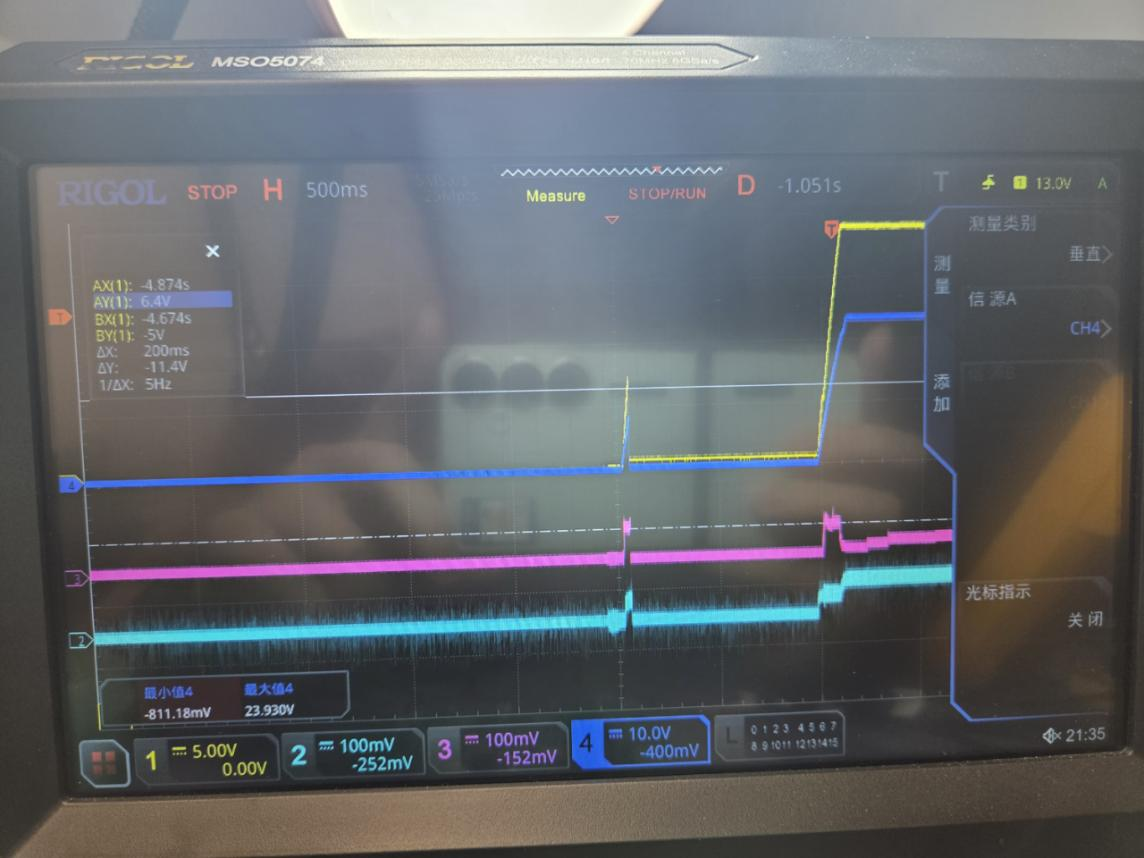 RIGOL MSO5074
RIGOL STOP H 500ms Measure STOP/RUN D -1.051s T 1 13.0V A
测量类别
垂直
测量
信源A
CH4
添加
AX(1): -4.874s
AY(1): 6.4V
BX(1): -4.674s
BY(1): -5V
ΔX: 200ms
ΔY: -11.4V
1/ΔX: 5Hz
T
T
4
3
2
光标指示
关闭
最小值4 最大值4
-811.18mV 23.930V
1 5.00V 0.00V
2 100mV -252mV
3 100mV -152mV
4 10.0V -400mV
L 0 1 2 3 4 5 6 7
8 9 10 11 12 13 14 15
21:35